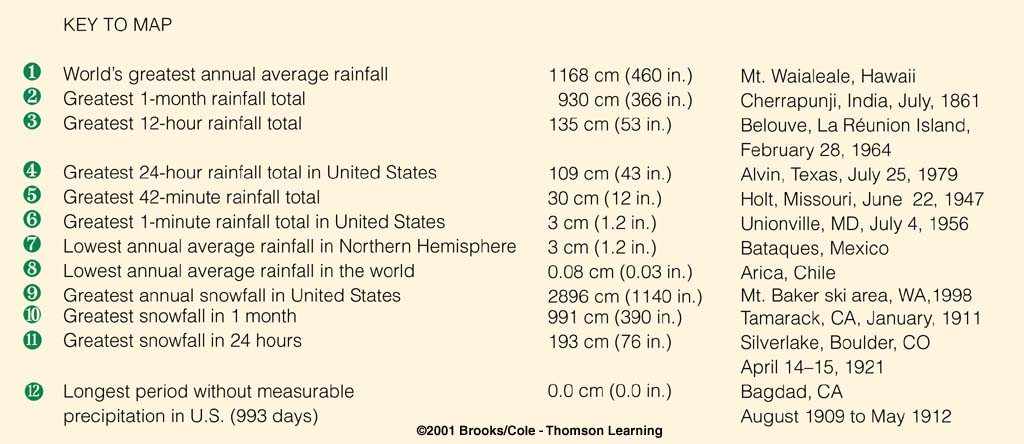 KEY TO MAP
1 World's greatest annual average rainfall 1168 cm (460 in.) Mt. Waialeale, Hawaii
2 Greatest 1-month rainfall total 930 cm (366 in.) Cherrapunji, India, July, 1861
3 Greatest 12-hour rainfall total 135 cm (53 in.) Belouve, La Réunion Island,
February 28, 1964
4 Greatest 24-hour rainfall total in United States 109 cm (43 in.) Alvin, Texas, July 25, 1979
5 Greatest 42-minute rainfall total 30 cm (12 in.) Holt, Missouri, June 22, 1947
6 Greatest 1-minute rainfall total in United States 3 cm (1.2 in.) Unionville, MD, July 4, 1956
7 Lowest annual average rainfall in Northern Hemisphere 3 cm (1.2 in.) Bataques, Mexico
8 Lowest annual average rainfall in the world 0.08 cm (0.03 in.) Arica, Chile
9 Greatest annual snowfall in United States 2896 cm (1140 in.) Mt. Baker ski area, WA,1998
10 Greatest snowfall in 1 month 991 cm (390 in.) Tamarack, CA, January, 1911
11 Greatest snowfall in 24 hours 193 cm (76 in.) Silverlake, Boulder, CO
April 14–15, 1921
12 Longest period without measurable 0.0 cm (0.0 in.) Bagdad, CA
precipitation in U.S. (993 days) August 1909 to May 1912
©2001 Brooks/Cole - Thomson Learning